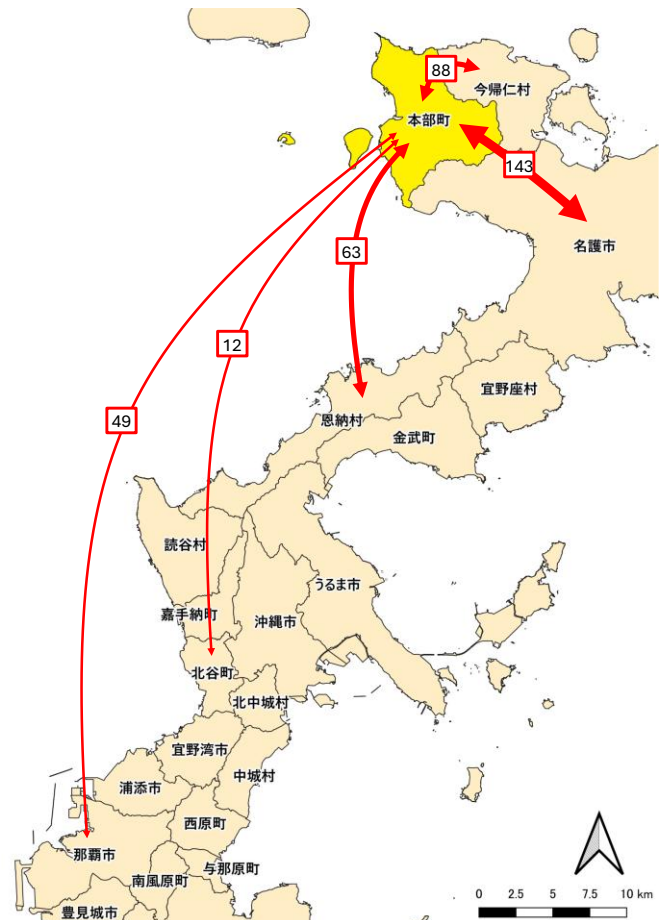 88
今帰仁村
本部町
143
名護市
63
12
宜野座村
49
恩納村
金武町
読谷村
うるま市
嘉手納町
沖縄市
北谷町
北中城村
宜野湾市
中城村
浦添市
西原町
那覇市
与那原町
南風原町
豊見城市
0 2.5 5 7.5 10 km